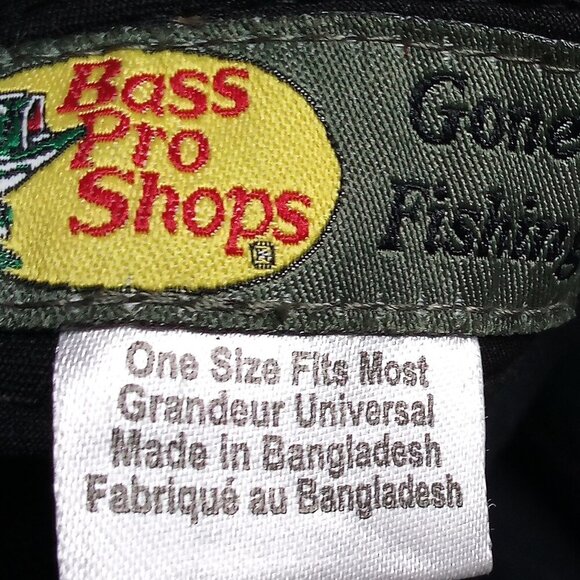 Bass
Pro
Shops
Gone
Fishing
One Size Fits Most
Grandeur Universal
Made in Bangladesh
Fabriqué au Bangladesh